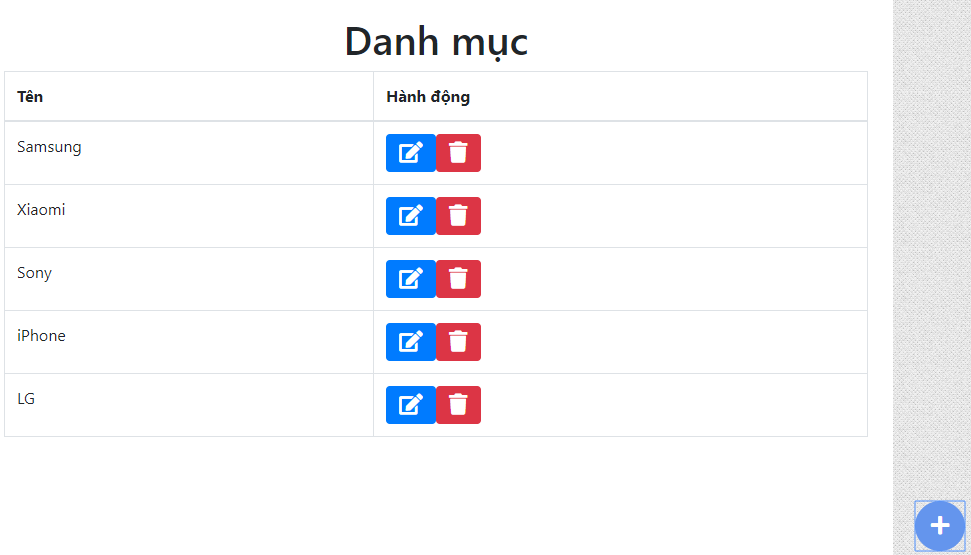 Danh mục
Tên Hành động
Samsung
Xiaomi
Sony
iPhone
LG